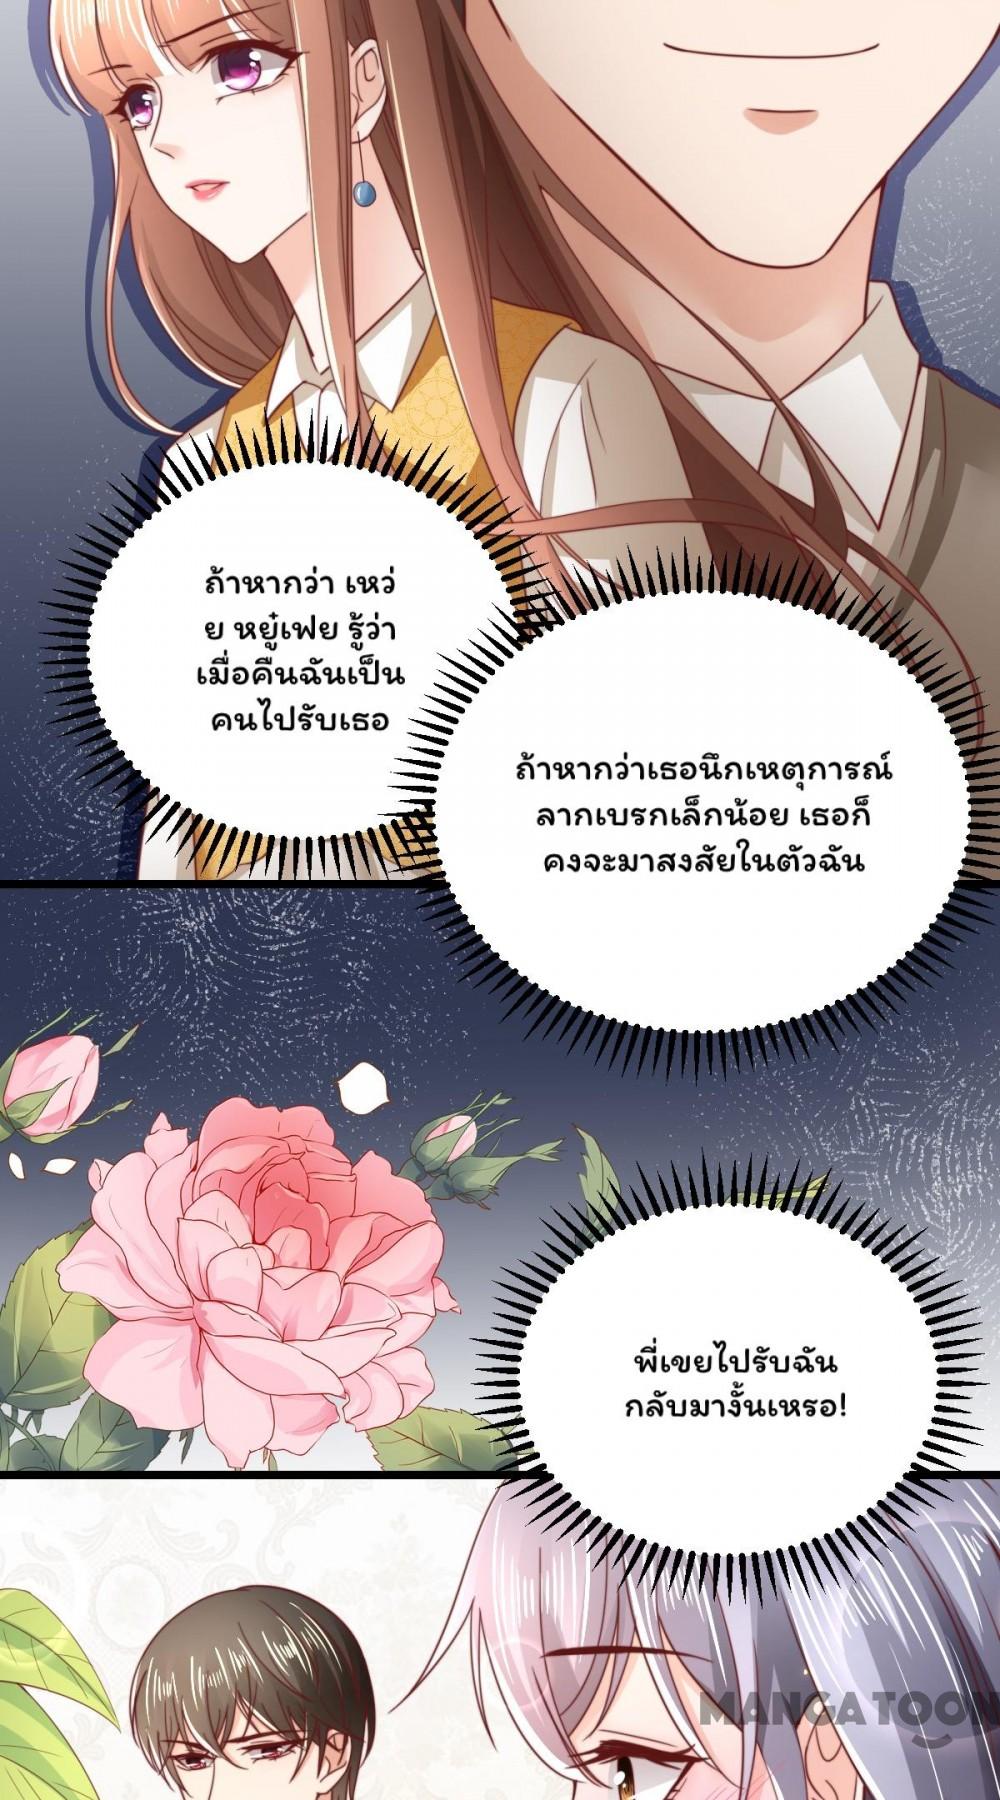 ถ้าหากว่า เหว่
ย หยู๋เฟย รู้ว่า
เมื่อคืนฉันเป็น
คนไปรับเธอ
ถ้าหากว่าเธอนึกเหตุการณ์
ลากเบรกเล็กน้อย เธอก็
คงจะมาสงสัยในตัวฉัน
พี่เขยไปรับฉัน
กลับมางั้นเหรอ!
MANGA TOON